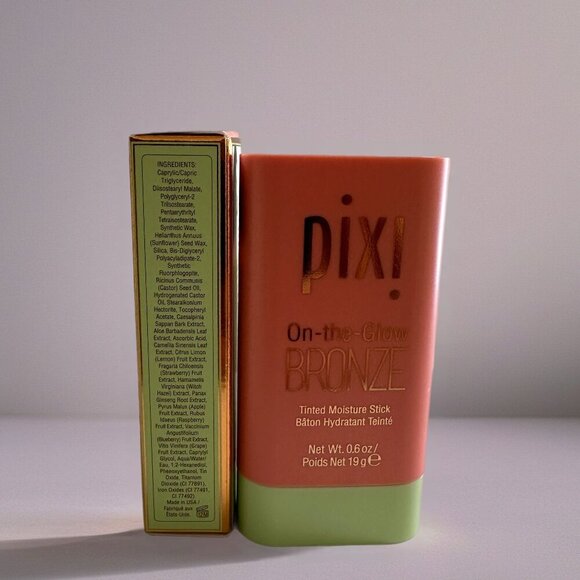 INGREDIENTS:
Caprylic/Capric
Triglyceride,
Diisostearyl Malate,
Polyglyceryl-2
Triisostearate,
Pentaerythrityl
Tetraisostearate,
Synthetic Wax,
Helianthus Annuus
(Sunflower) Seed Wax,
Silica, Bis-Diglyceryl
Polyacyladipate-2,
Synthetic
Fluorphlogopite,
Ricinus Communis
(Castor) Seed Oil,
Hydrogenated Castor
Oil, Stearalkonium
Hectorite, Tocopheryl
Acetate, Caesalpinia
Sappan Bark Extract,
Aloe Barbadensis Leaf
Extract, Ascorbic Acid,
Camellia Sinensis Leaf
Extract, Citrus Limon
(Lemon) Fruit Extract,
Fragaria Chiloensis
(Strawberry) Fruit
Extract, Hamamelis
Virginiana (Witch
Hazel) Extract, Panax
Ginseng Root Extract,
Pyrus Malus (Apple)
Fruit Extract, Rubus
Idaeus (Raspberry)
Fruit Extract, Vaccinium
Angustifolium
(Blueberry) Fruit Extract,
Vitis Vinifera (Grape)
Fruit Extract, Caprylyl
Glycol, Aqua/Water/
Eau, 1,2-Hexanediol,
Phenoxyethanol, Tin
Oxide, Titanium
Dioxide (CI 77891),
Iron Oxides (CI 77491,
CI 77492)
Made in USA /
Fabriqué aux
États-Unis.
pixi
On-the-Glow
BRONZE
Tinted Moisture Stick
Bâton Hydratant Teinté
Net Wt. 0.6 oz /
Poids Net 19 g ℮